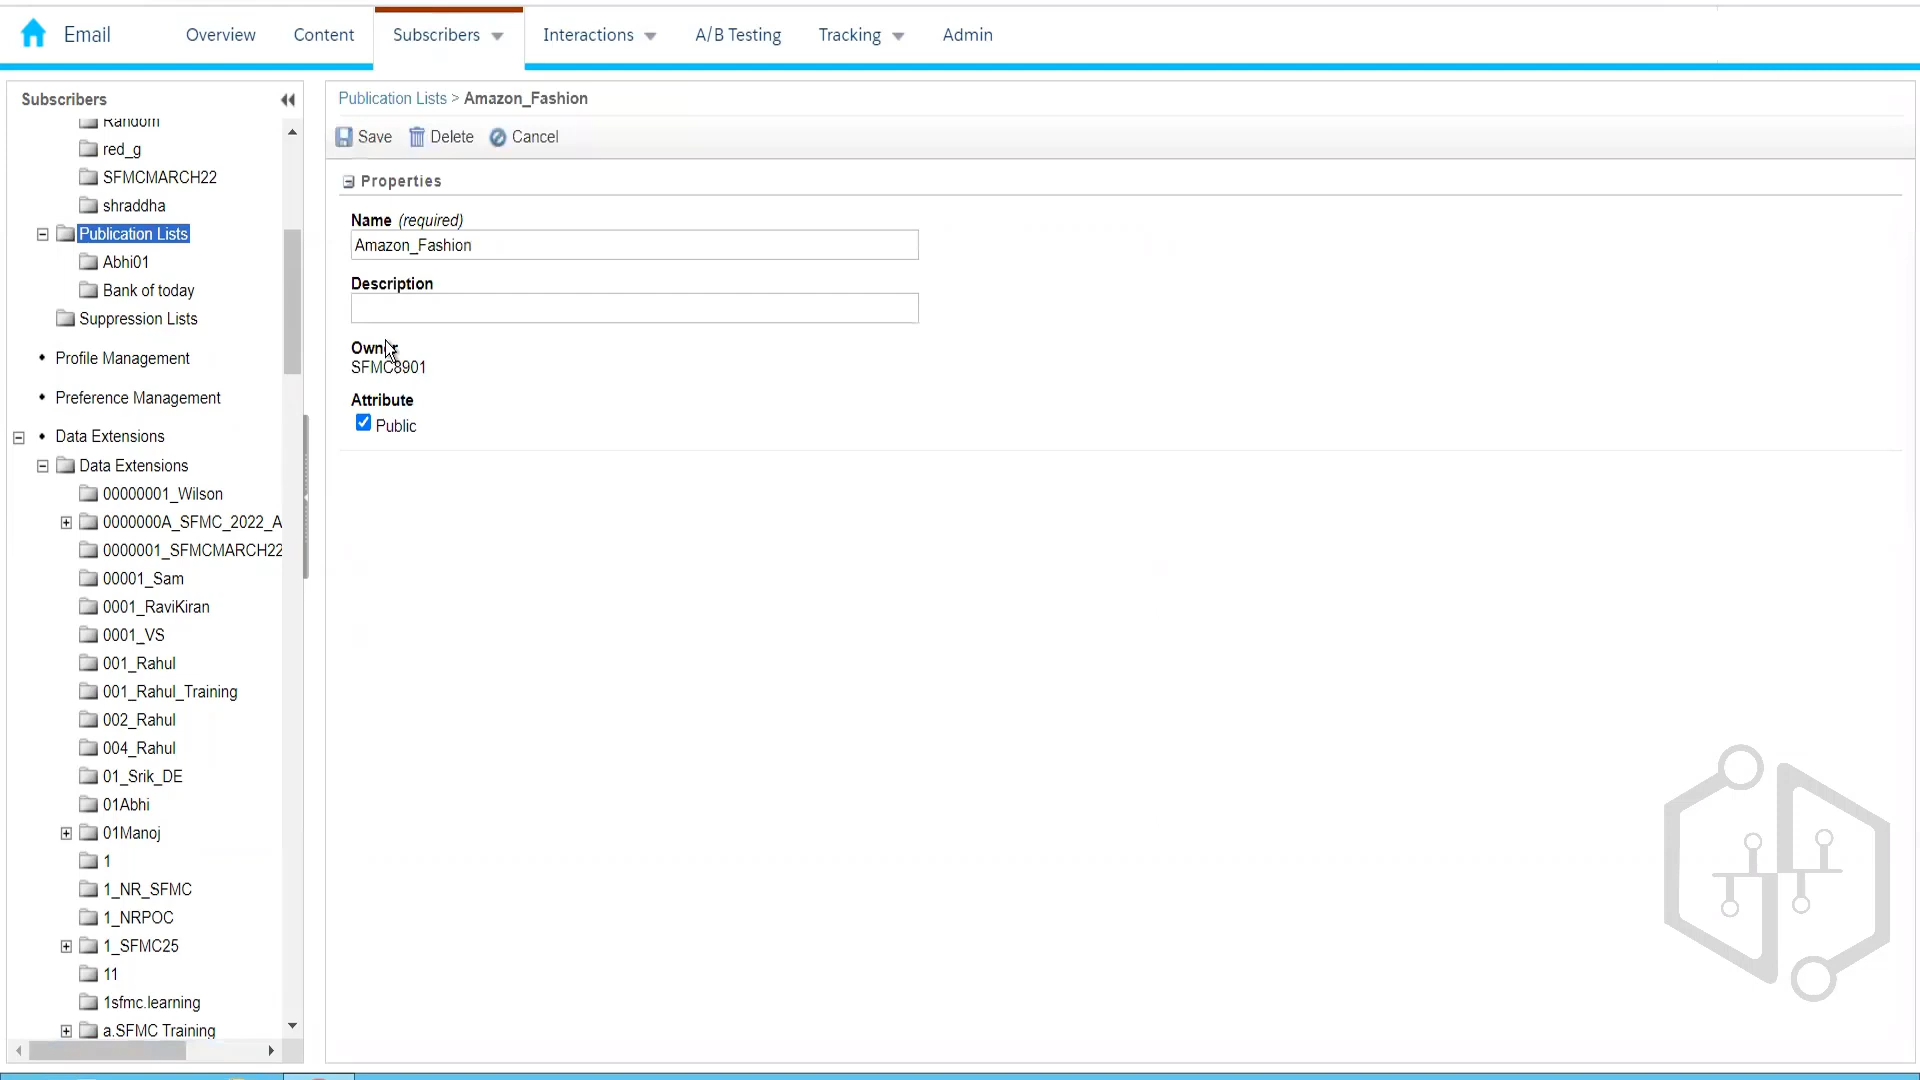 Email
Overview
Content
Subscribers
Interactions
A/B Testing
Tracking
Admin
Subscribers
Random
red_g
SFMCMARCH22
shraddha
Publication Lists
Abhi01
Bank of today
Suppression Lists
Profile Management
Preference Management
Data Extensions
Data Extensions
00000001_Wilson
0000000A_SFMC_2022_A
0000001_SFMCMARCH22
00001_Sam
0001_RaviKiran
0001_VS
001_Rahul
001_Rahul_Training
002_Rahul
004_Rahul
01_Srik_DE
01Abhi
01Manoj
1
1_NR_SFMC
1_NRPOC
1_SFMC25
11
1sfmc.learning
a.SFMC Training
Publication Lists > Amazon_Fashion
Save Delete Cancel
Properties
Name (required)
Amazon_Fashion
Description
Owner
SFMC8901
Attribute
Public